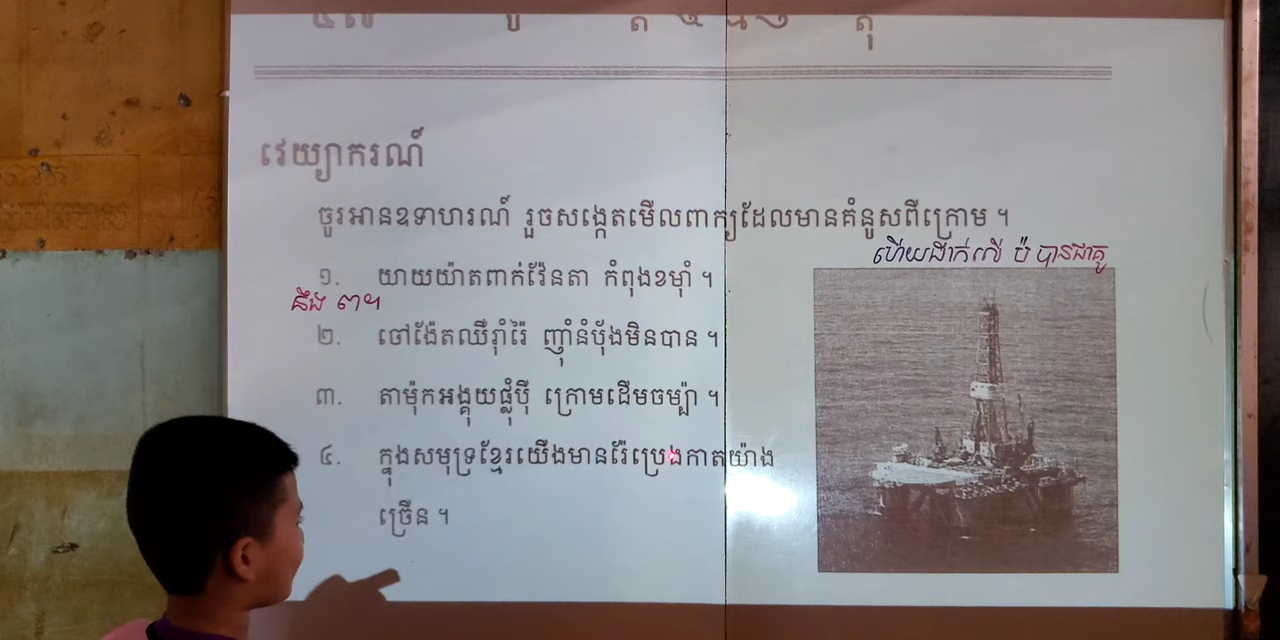 វេយ្យាករណ៍
ចូរអានឧទាហរណ៍ រួចសង្កេតមើលពាក្យដែលមានគំនូសពីក្រោម ។
ហើយដាក់លើ ប៉ បានជាគូ
១. យាយយ៉ាតពាក់វ៉ែនតា កំពុងខម៉ាំ ។
នឹង ៣។
២. ចៅង៉ែតឈឺរ៉ាំរ៉ៃ ញ៉ាំនំប៉័ងមិនបាន ។
៣. តាម៉ុកអង្គុយផ្លុំប៉ី ក្រោមដើមចម្ប៉ា ។
៤. ក្នុងសមុទ្រខ្មែរយើងមានរ៉ែប្រេងកាតយ៉ាង
ច្រើន ។